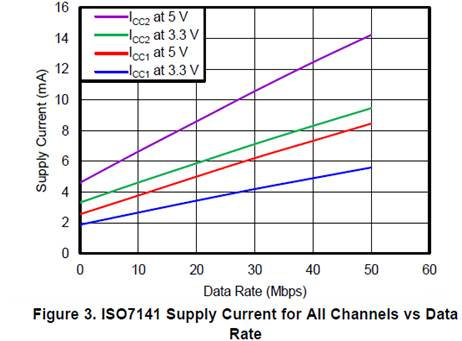 16
14
12
10
8
6
4
2
0
Supply Current (mA)
ICC2 at 5 V
ICC2 at 3.3 V
ICC1 at 5 V
ICC1 at 3.3 V
0 10 20 30 40 50 60
Data Rate (Mbps)
Figure 3. ISO7141 Supply Current for All Channels vs Data
Rate